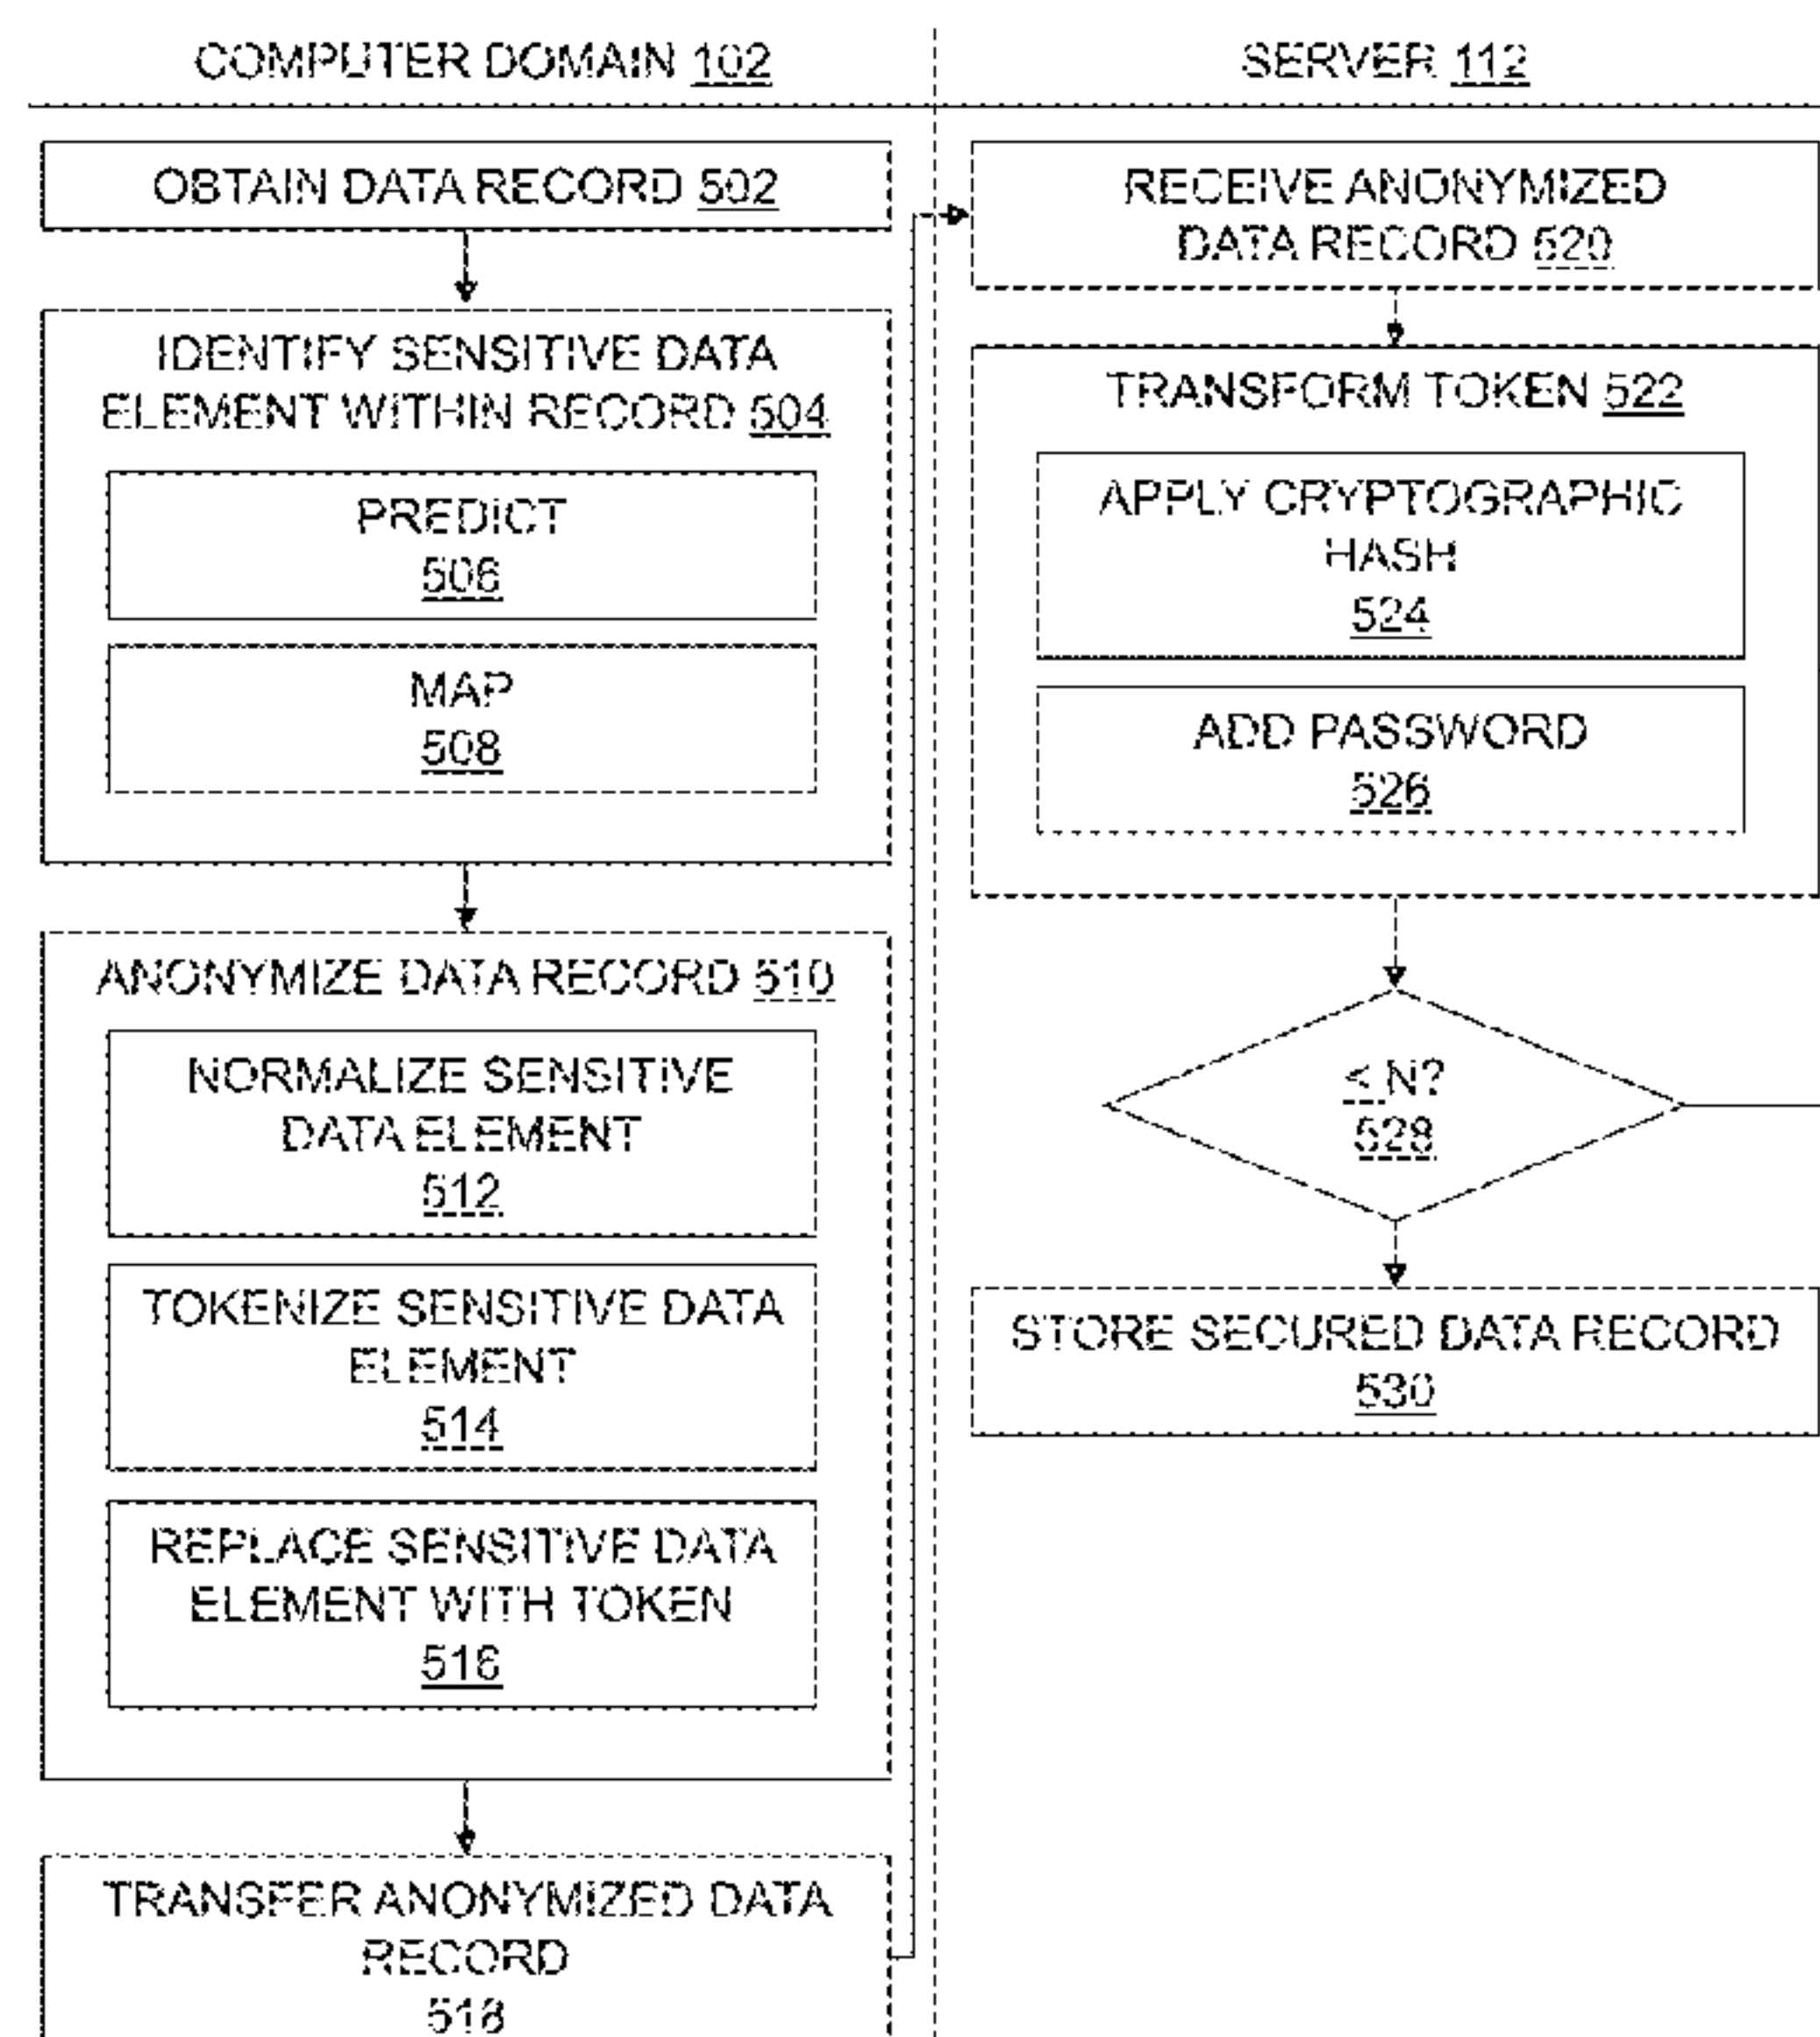 COMPUTER DOMAIN 102
SERVER 112
OBTAIN DATA RECORD 502
IDENTIFY SENSITIVE DATA
ELEMENT WITHIN RECORD 504
PREDICT
506
MAP
508
ANONYMIZE DATA RECORD 510
NORMALIZE SENSITIVE
DATA ELEMENT
512
TOKENIZE SENSITIVE DATA
ELEMENT
514
REPLACE SENSITIVE DATA
ELEMENT WITH TOKEN
516
TRANSFER ANONYMIZED DATA
RECORD
518
RECEIVE ANONYMIZED
DATA RECORD 520
TRANSFORM TOKEN 522
APPLY CRYPTOGRAPHIC
HASH
524
ADD PASSWORD
526
< N?
528
STORE SECURED DATA RECORD
530